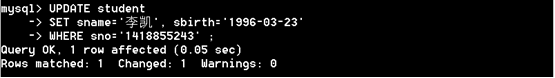 mysql> UPDATE student
    -> SET sname='李凯', sbirth='1996-03-23'
    -> WHERE sno='1418855243' ;
Query OK, 1 row affected (0.05 sec)
Rows matched: 1  Changed: 1  Warnings: 0